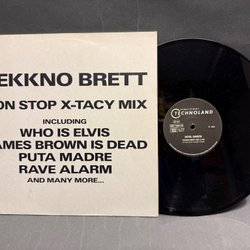 EKKNO BRETT
ON STOP X-TACY MIX
INCLUDING
WHO IS ELVIS
AMES BROWN IS DEAD
PUTA MADRE
RAVE ALARM
AND MANY MORE...
TECHNOLAND